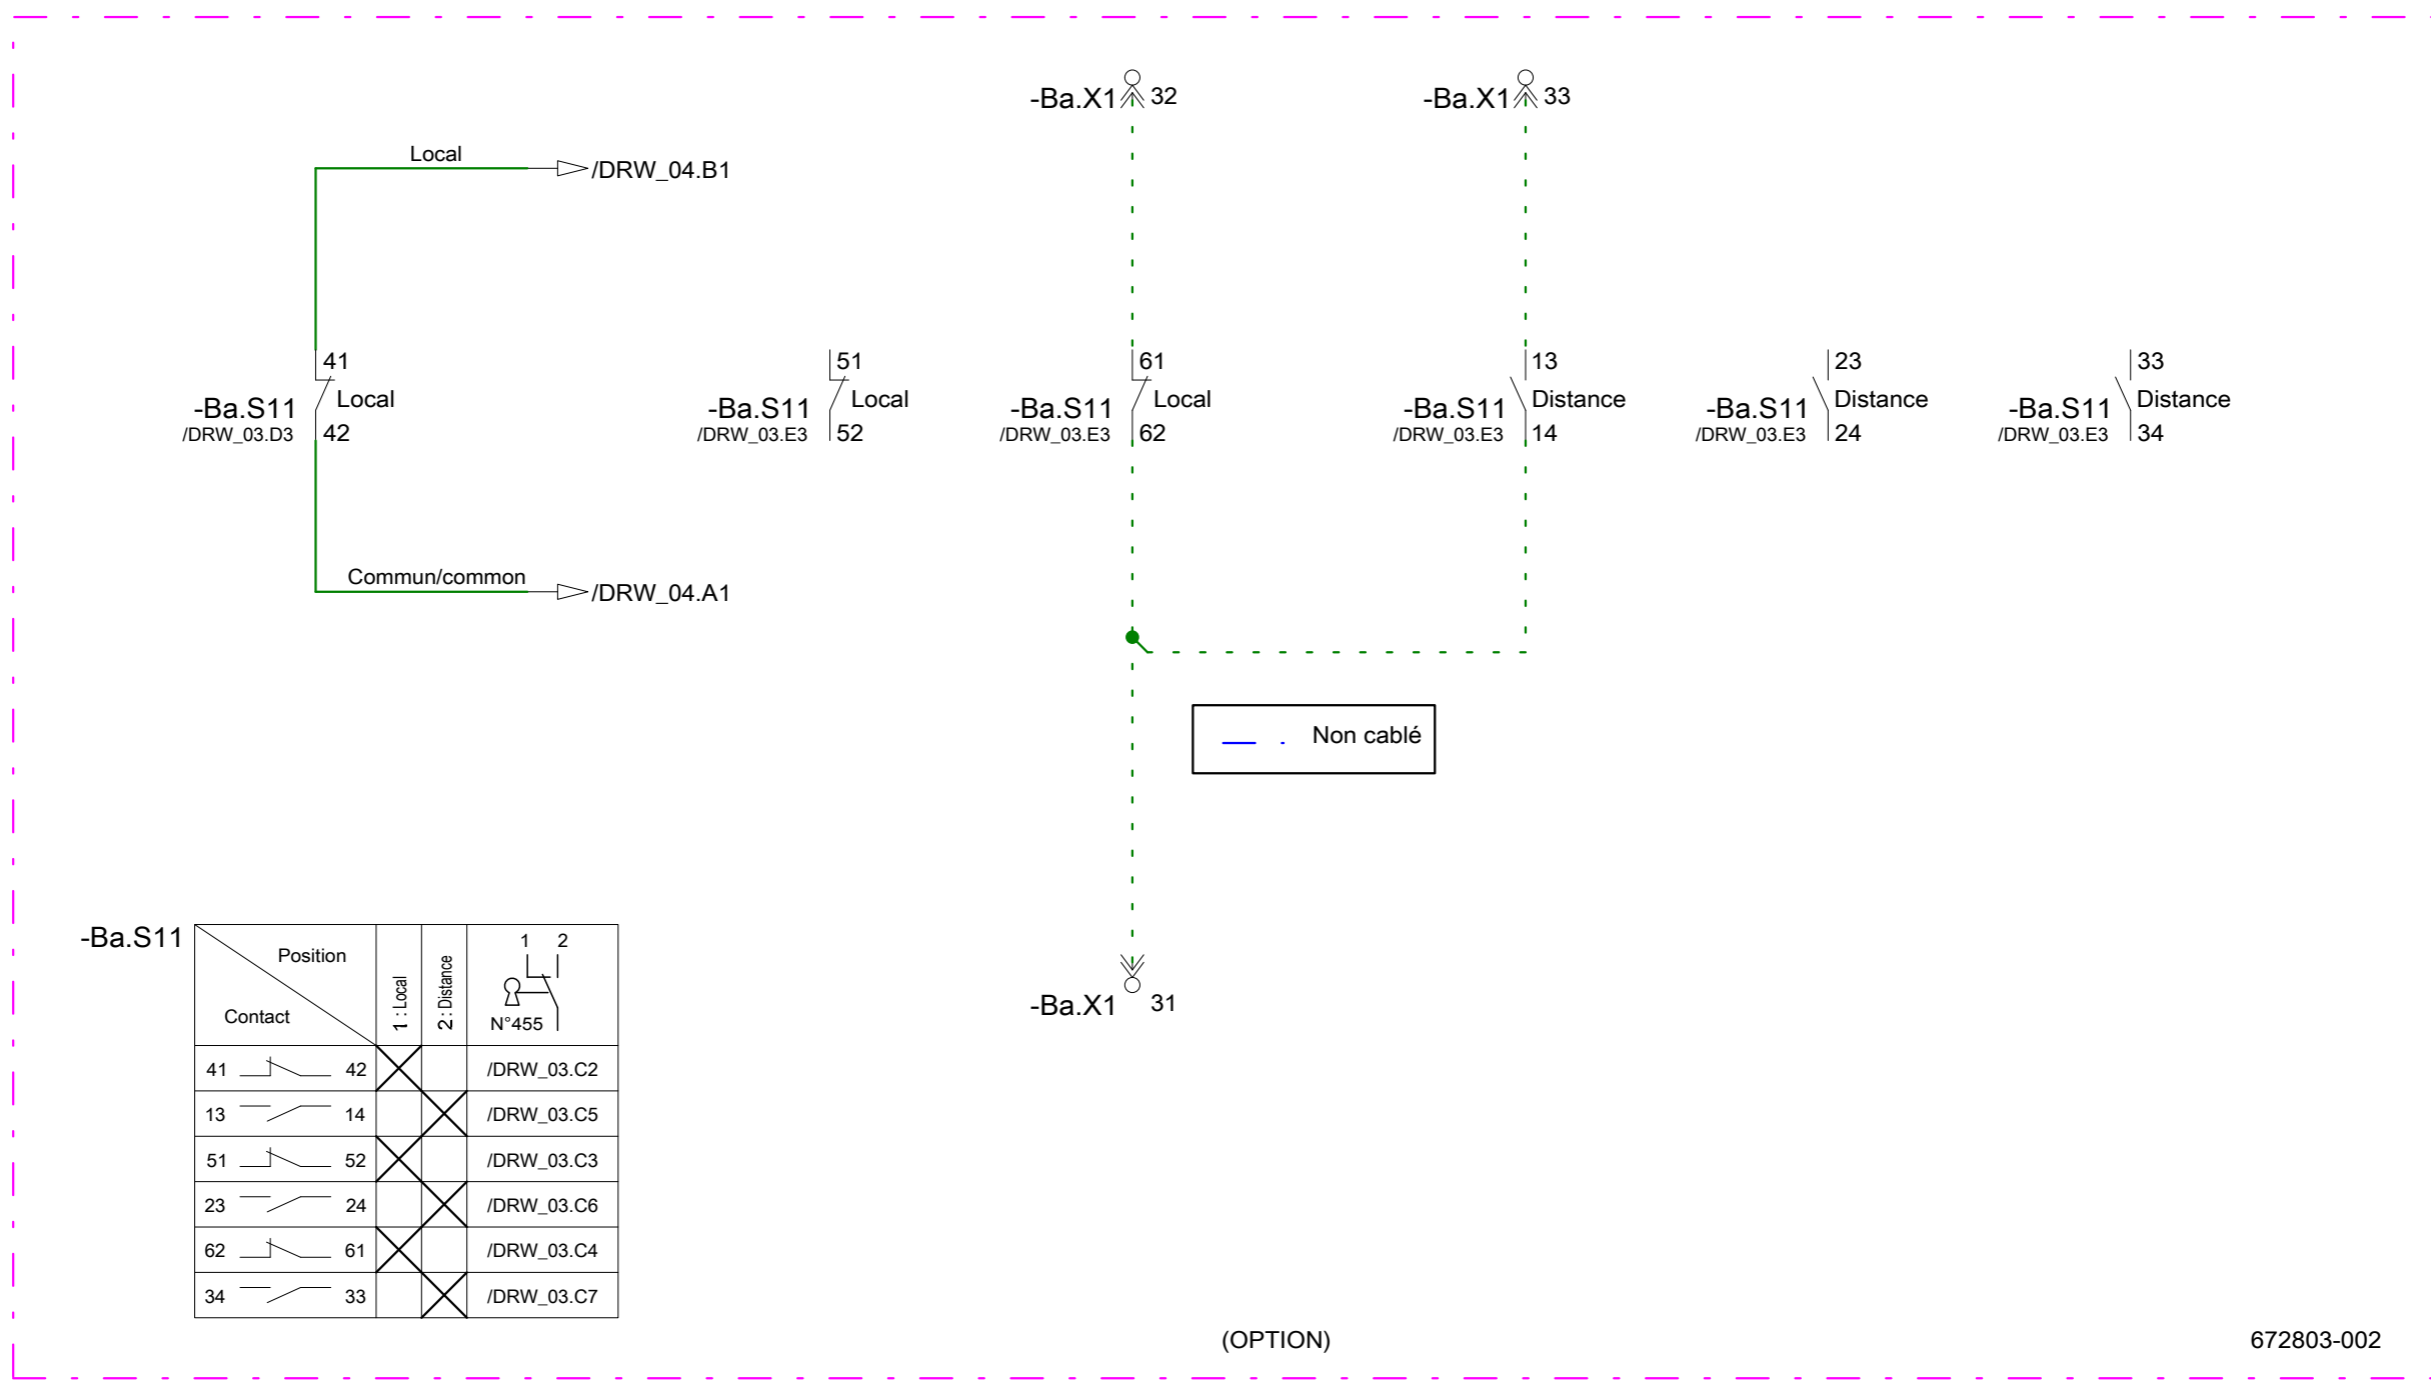 -Ba.X1 32
-Ba.X1 33
Local
/DRW_04.B1
41
-Ba.S11 Local
/DRW_03.D3 42
51
-Ba.S11 Local
/DRW_03.E3 52
61
-Ba.S11 Local
/DRW_03.E3 62
13
-Ba.S11 Distance
/DRW_03.E3 14
23
-Ba.S11 Distance
/DRW_03.E3 24
33
-Ba.S11 Distance
/DRW_03.E3 34
Commun/common
/DRW_04.A1
Non cablé
-Ba.X1 31
-Ba.S11
Position
Contact
1 : Local
2 : Distance
1 2
N°455
41 42 /DRW_03.C2
13 14 /DRW_03.C5
51 52 /DRW_03.C3
23 24 /DRW_03.C6
62 61 /DRW_03.C4
34 33 /DRW_03.C7
(OPTION)
672803-002